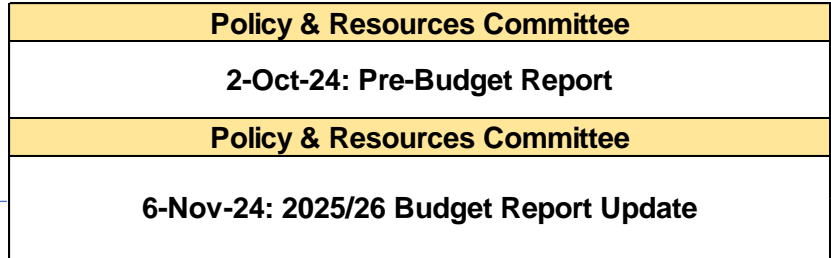 Policy & Resources Committee
2-Oct-24: Pre-Budget Report
Policy & Resources Committee
6-Nov-24: 2025/26 Budget Report Update